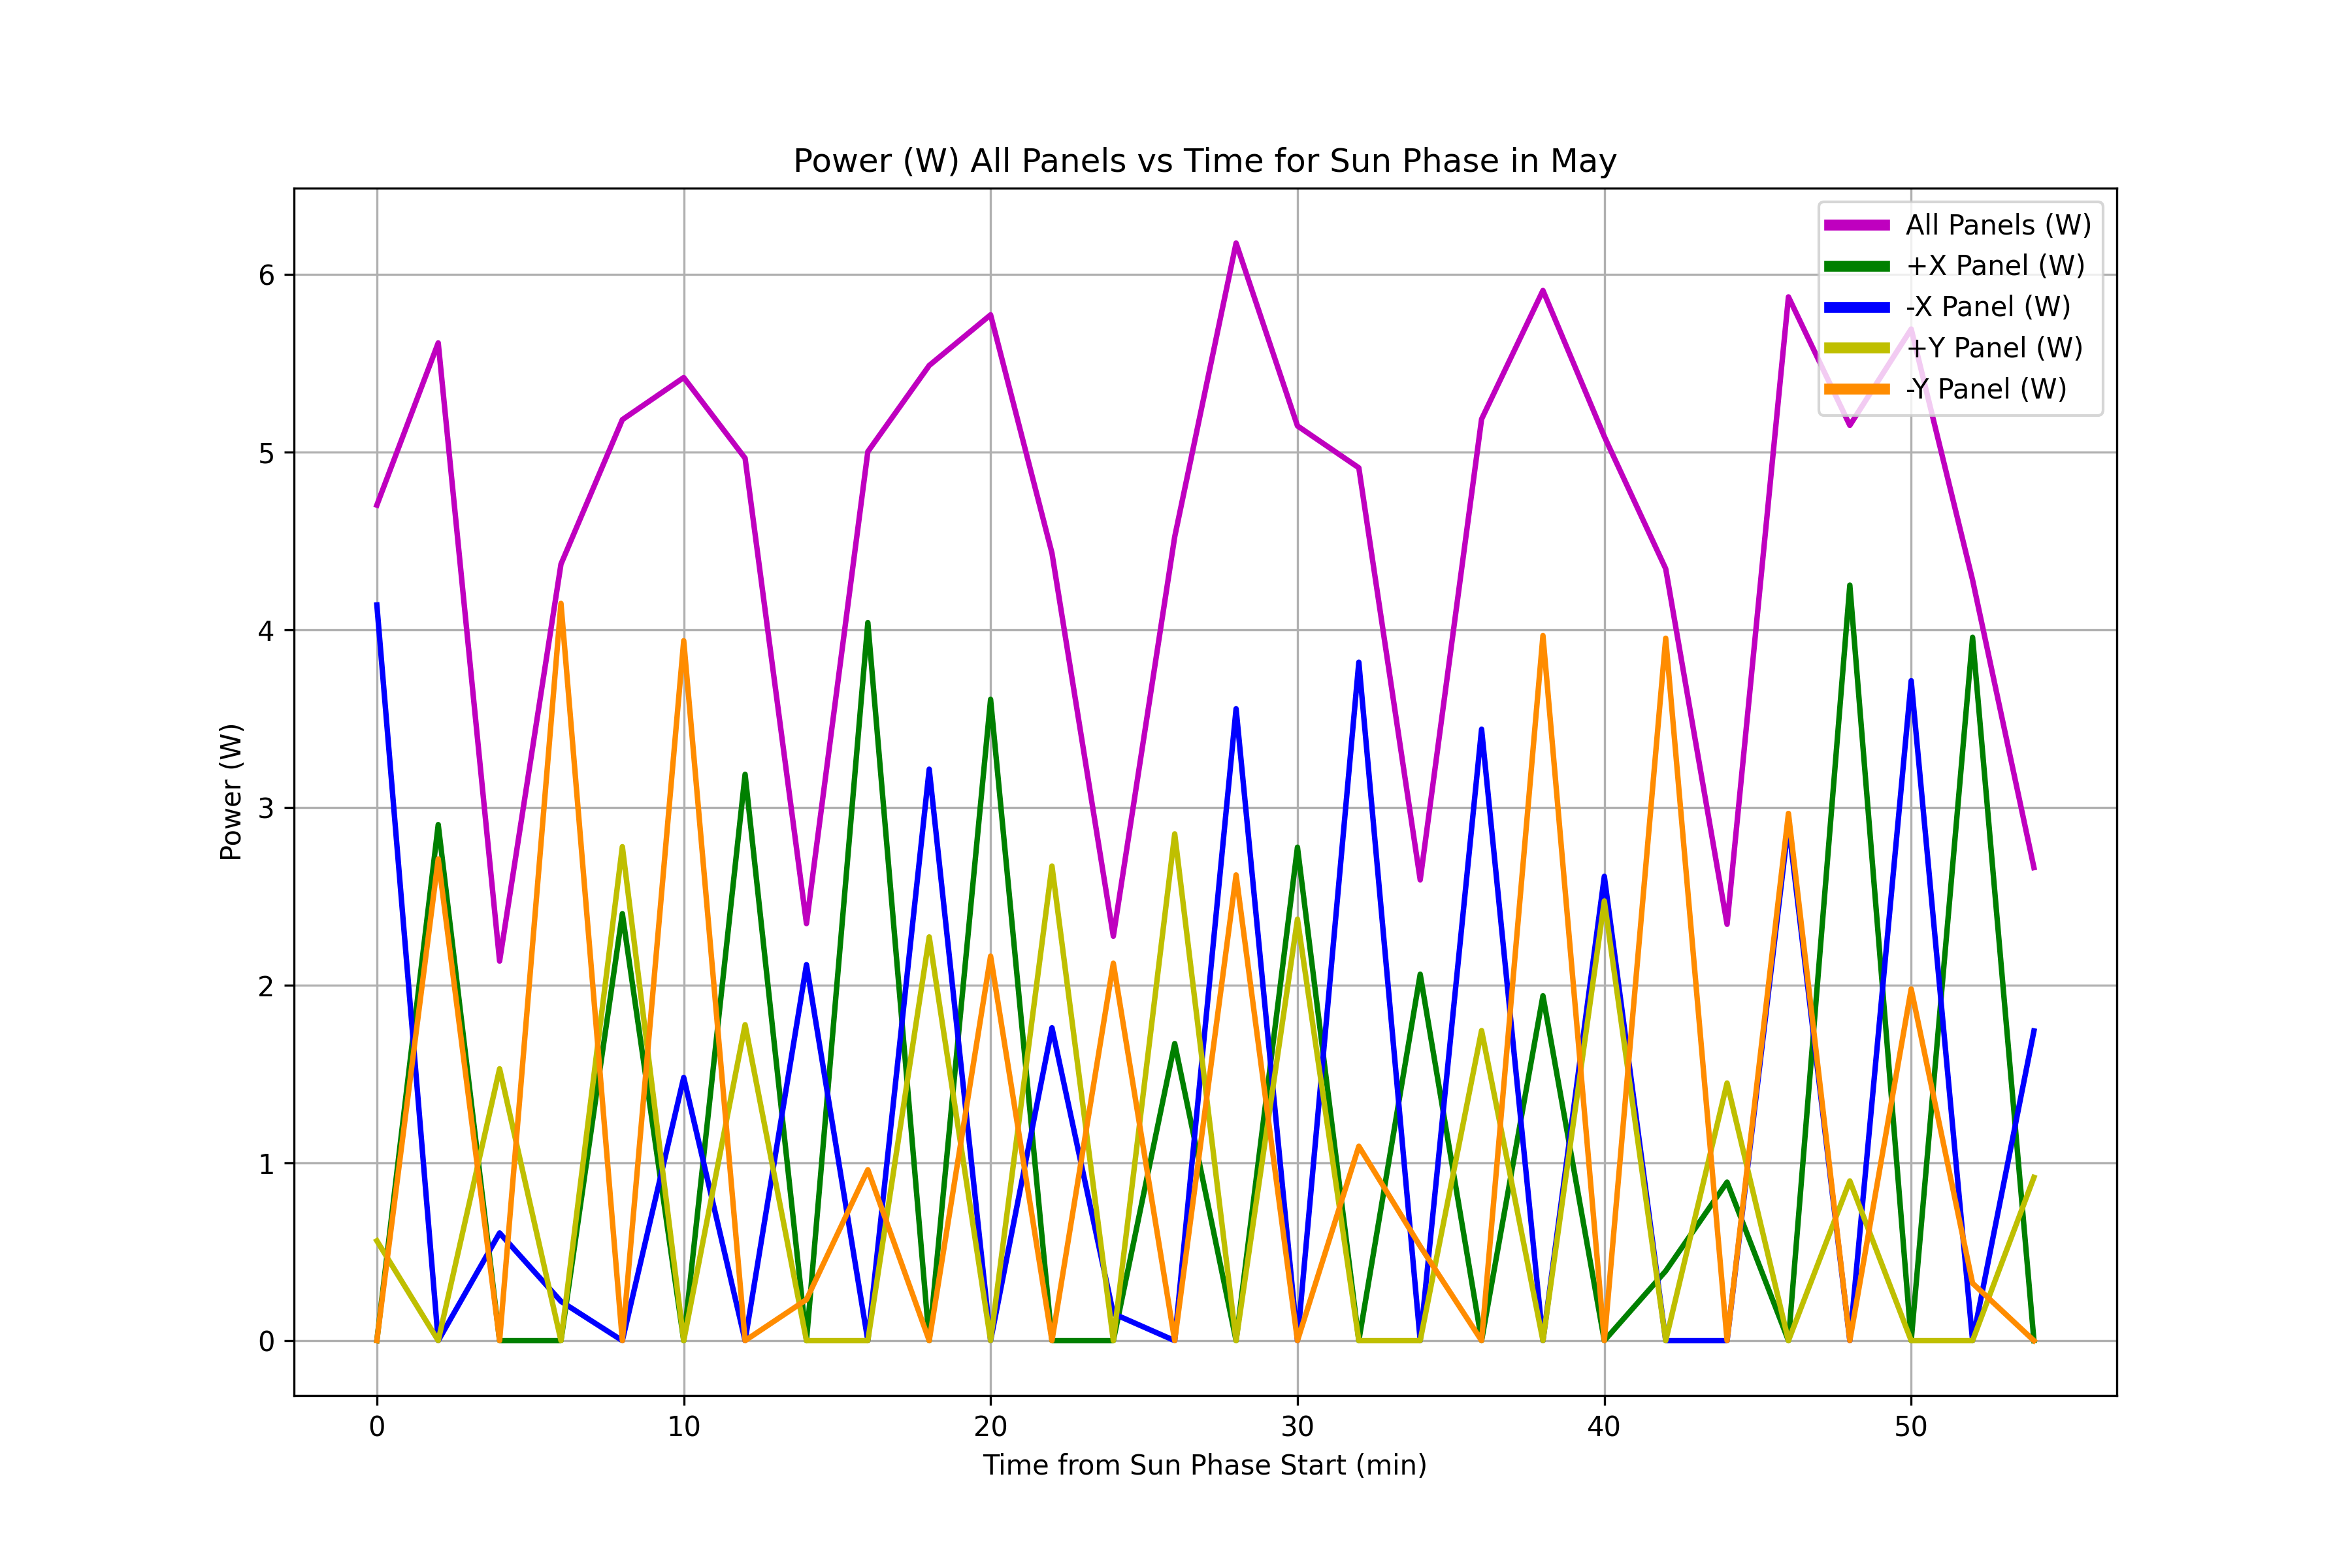 Power (W) All Panels vs Time for Sun Phase in May
All Panels (W)
+X Panel (W)
-X Panel (W)
+Y Panel (W)
-Y Panel (W)
6
5
4
3
2
1
0
Power (W)
0 10 20 30 40 50
Time from Sun Phase Start (min)